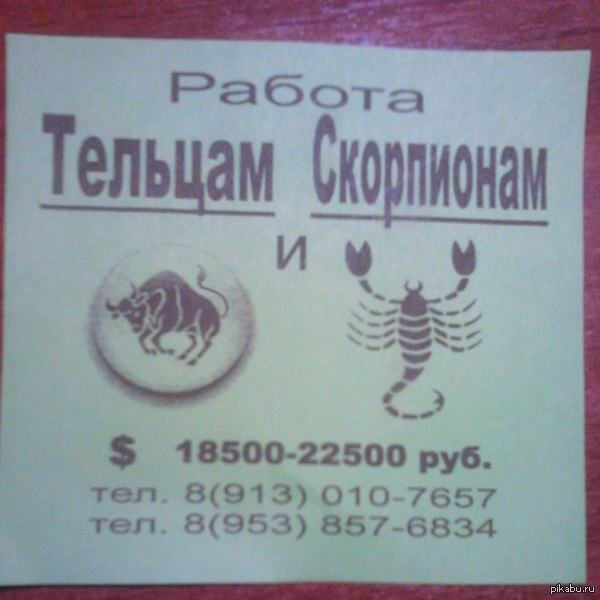 Работа
Тельцам Скорпионам
и
$ 18500-22500 руб.
тел. 8(913) 010-7657
тел. 8(953) 857-6834
pikabu.ru